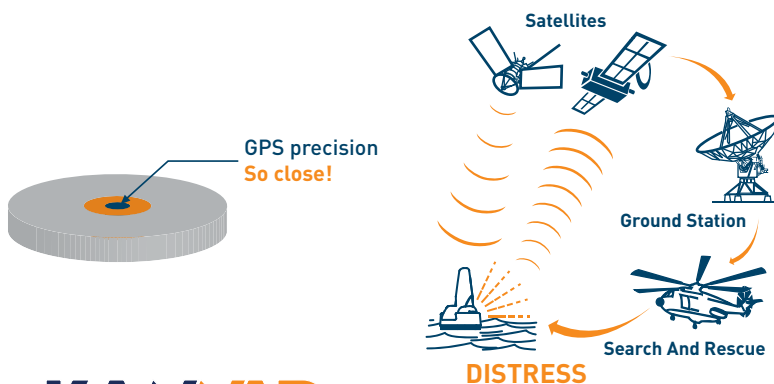 Satellites
GPS precision
So close!
Ground Station
Search And Rescue
DISTRESS